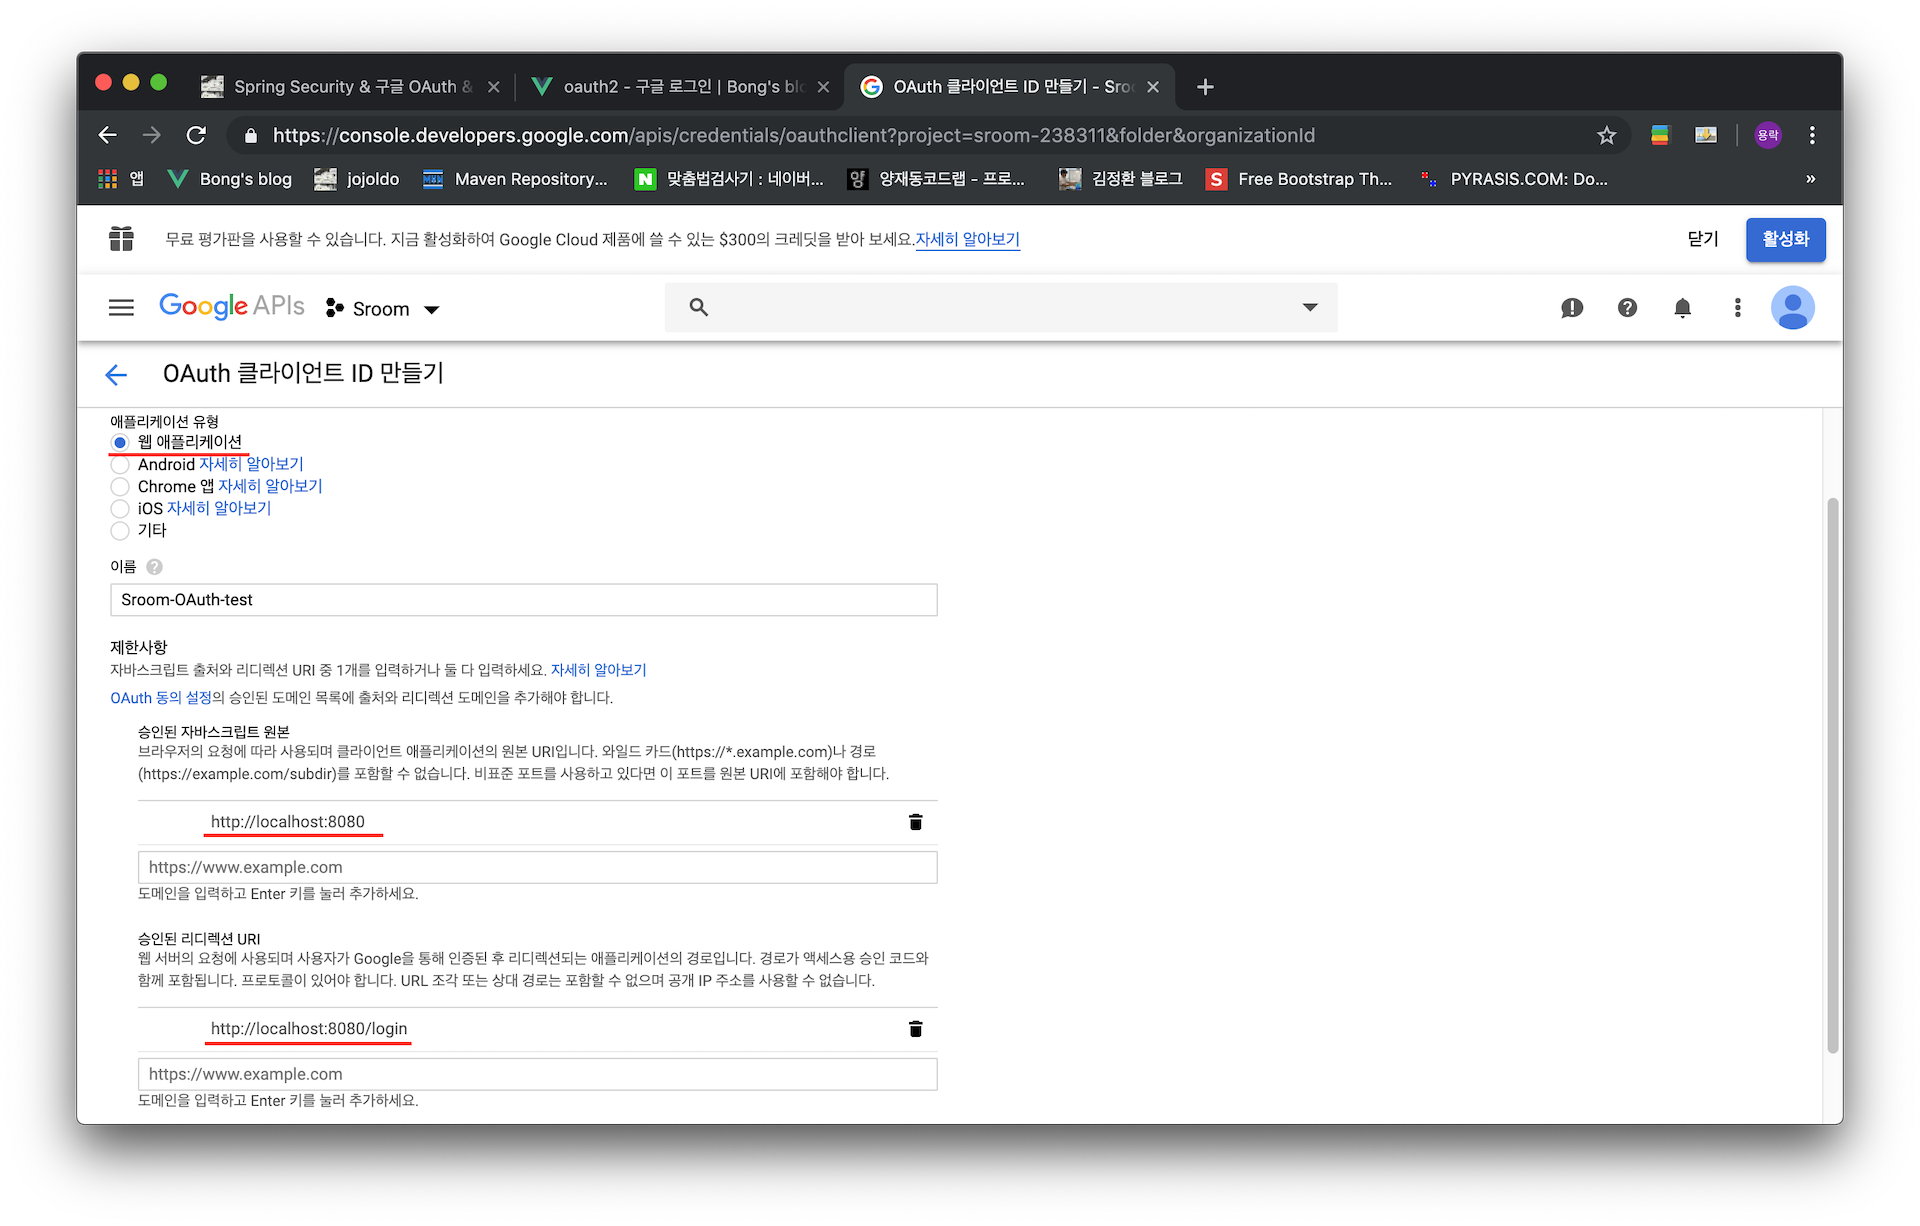 Spring Security & 구글 OAuth &
oauth2 - 구글 로그인 | Bong's blo
OAuth 클라이언트 ID 만들기 - Sroo
https://console.developers.google.com/apis/credentials/oauthclient?project=sroom-238311&folder&organizationId
용락
앱
Bong's blog
jojoldo
Maven Repository...
N
맞춤법검사기 : 네이버...
양
양재동코드랩 - 프로...
김정환 블로그
S
Free Bootstrap Th...
PYRASIS.COM: Do...
»
무료 평가판을 사용할 수 있습니다. 지금 활성화하여 Google Cloud 제품에 쓸 수 있는 $300의 크레딧을 받아 보세요.자세히 알아보기
닫기
활성화
Google APIs
Sroom
OAuth 클라이언트 ID 만들기
애플리케이션 유형
웹 애플리케이션
Android 자세히 알아보기
Chrome 앱 자세히 알아보기
iOS 자세히 알아보기
기타
이름 ?
Sroom-OAuth-test
제한사항
자바스크립트 출처와 리디렉션 URI 중 1개를 입력하거나 둘 다 입력하세요. 자세히 알아보기
OAuth 동의 설정의 승인된 도메인 목록에 출처와 리디렉션 도메인을 추가해야 합니다.
승인된 자바스크립트 원본
브라우저의 요청에 따라 사용되며 클라이언트 애플리케이션의 원본 URI입니다. 와일드 카드(https://*.example.com)나 경로
(https://example.com/subdir)를 포함할 수 없습니다. 비표준 포트를 사용하고 있다면 이 포트를 원본 URI에 포함해야 합니다.
http://localhost:8080
https://www.example.com
도메인을 입력하고 Enter 키를 눌러 추가하세요.
승인된 리디렉션 URI
웹 서버의 요청에 사용되며 사용자가 Google을 통해 인증된 후 리디렉션되는 애플리케이션의 경로입니다. 경로가 액세스용 승인 코드와
함께 포함됩니다. 프로토콜이 있어야 합니다. URL 조각 또는 상대 경로는 포함할 수 없으며 공개 IP 주소를 사용할 수 없습니다.
http://localhost:8080/login
https://www.example.com
도메인을 입력하고 Enter 키를 눌러 추가하세요.